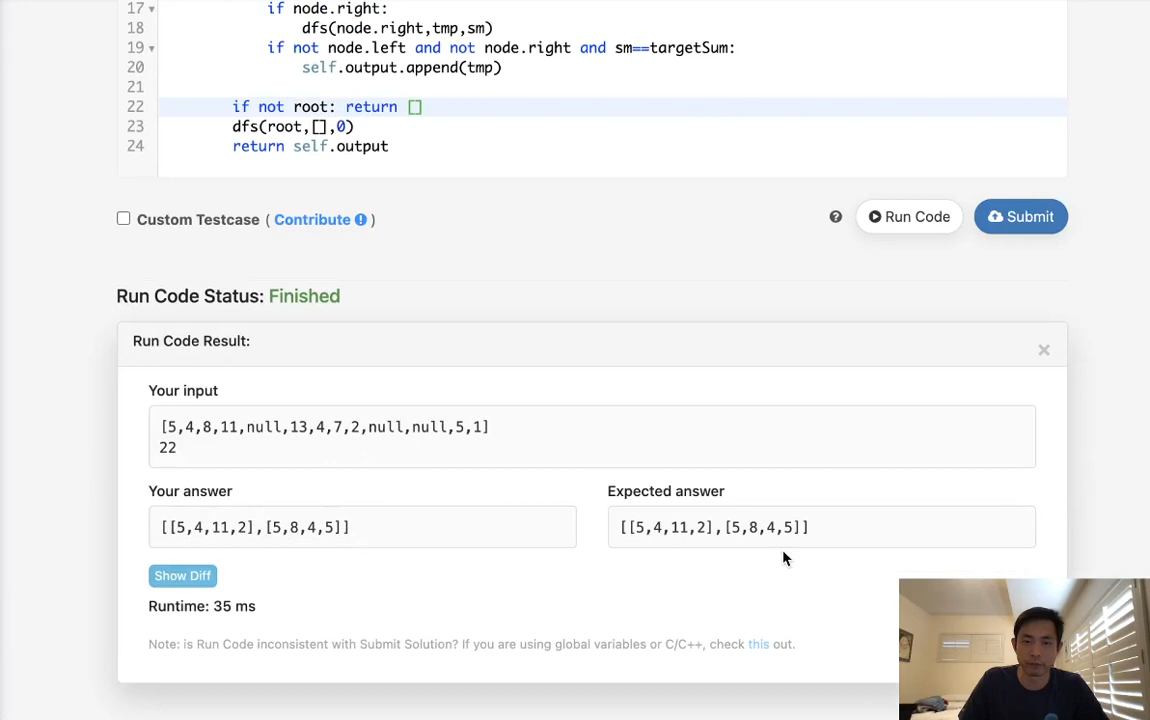 17
if node.right:
18
dfs(node.right,tmp,sm)
19
if not node.left and not node.right and sm==targetSum:
20
self.output.append(tmp)
21
22
if not root: return []
23
dfs(root,[],0)
24
return self.output
Custom Testcase ( Contribute )
? Run Code Submit
Run Code Status: Finished
Run Code Result: ×
Your input
[5,4,8,11,null,13,4,7,2,null,null,5,1]
22
Your answer
[[5,4,11,2],[5,8,4,5]]
Expected answer
[[5,4,11,2],[5,8,4,5]]
Show Diff
Runtime: 35 ms
Note: is Run Code inconsistent with Submit Solution? If you are using global variables or C/C++, check this out.